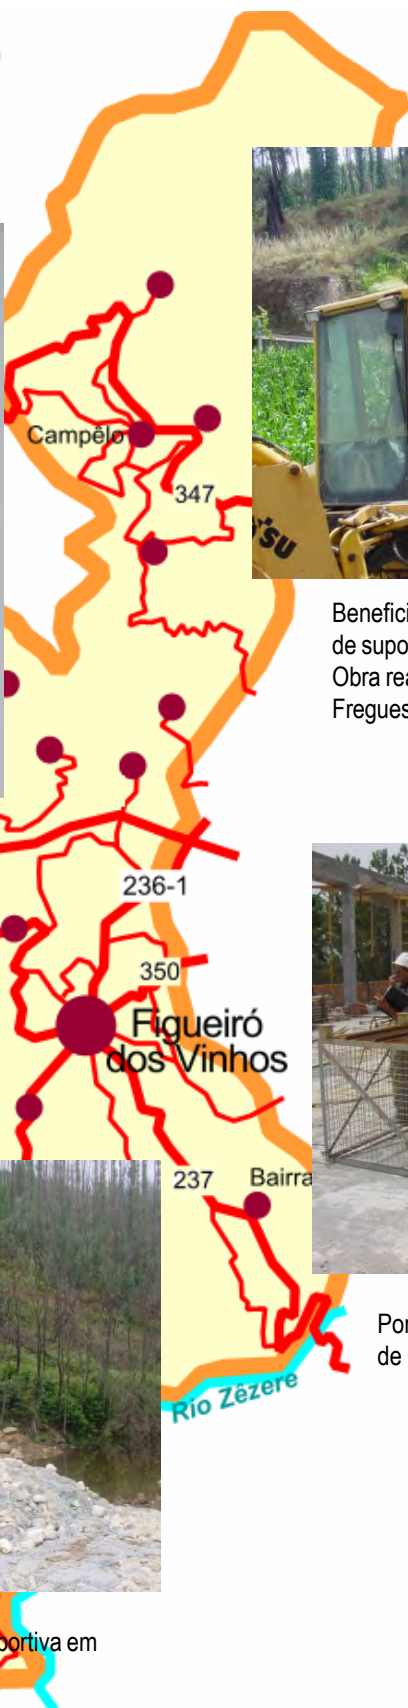 Campêlo
347
Benefici
de supo
Obra rea
Fregues
236-1
350
Figueiró
dos Vinhos
237
Bairra
Rio Zêzere
Por
de
portiva em